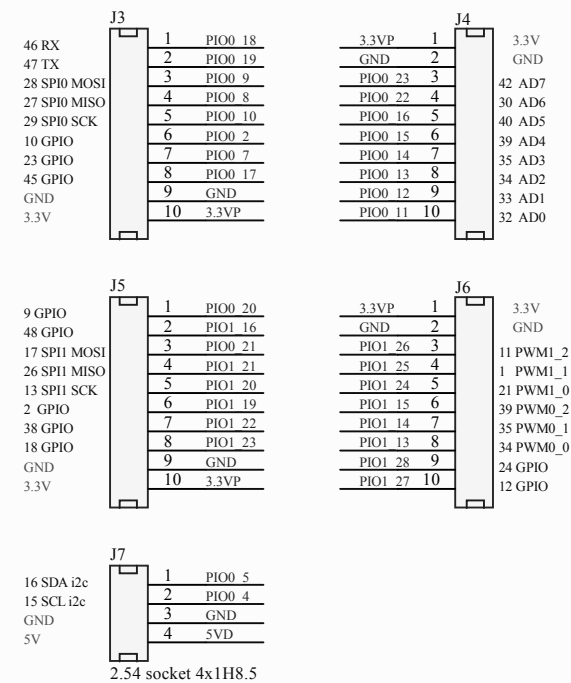 J3
46 RX 1 PIO0_18
47 TX 2 PIO0_19
28 SPI0 MOSI 3 PIO0_9
27 SPI0 MISO 4 PIO0_8
29 SPI0 SCK 5 PIO0_10
10 GPIO 6 PIO0_2
23 GPIO 7 PIO0_7
45 GPIO 8 PIO0_17
GND 9 GND
3.3V 10 3.3VP
J4
3.3VP 1 3.3V
GND 2 GND
PIO0_23 3 42 AD7
PIO0_22 4 30 AD6
PIO0_16 5 40 AD5
PIO0_15 6 39 AD4
PIO0_14 7 35 AD3
PIO0_13 8 34 AD2
PIO0_12 9 33 AD1
PIO0_11 10 32 AD0
J5
9 GPIO 1 PIO0_20
48 GPIO 2 PIO1_16
17 SPI1 MOSI 3 PIO0_21
26 SPI1 MISO 4 PIO1_21
13 SPI1 SCK 5 PIO1_20
2 GPIO 6 PIO1_19
38 GPIO 7 PIO1_22
18 GPIO 8 PIO1_23
GND 9 GND
3.3V 10 3.3VP
J6
3.3VP 1 3.3V
GND 2 GND
PIO1_26 3 11 PWM1_2
PIO1_25 4 1 PWM1_1
PIO1_24 5 21 PWM1_0
PIO1_15 6 39 PWM0_2
PIO1_14 7 35 PWM0_1
PIO1_13 8 34 PWM0_0
PIO1_28 9 24 GPIO
PIO1_27 10 12 GPIO
J7
16 SDA i2c 1 PIO0_5
15 SCL i2c 2 PIO0_4
GND 3 GND
5V 4 5VD
2.54 socket 4x1H8.5